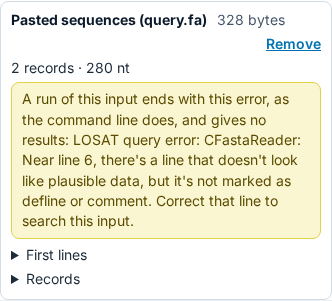 Pasted sequences (query.fa) 328 bytes
Remove
2 records · 280 nt
A run of this input ends with this error, as
the command line does, and gives no
results: LOSAT query error: CFastaReader:
Near line 6, there's a line that doesn't look
like plausible data, but it's not marked as
defline or comment. Correct that line to
search this input.
▶ First lines
▶ Records